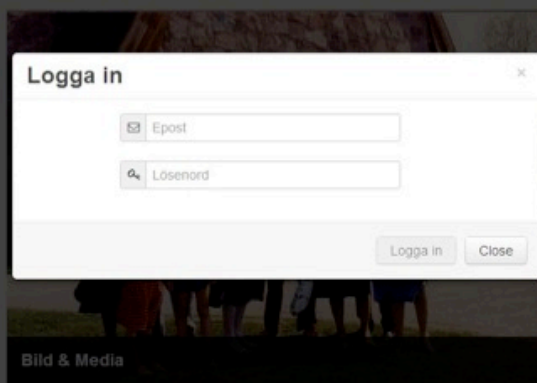 Logga in
×
Epost
Lösenord
Logga in Close
Bild & Media